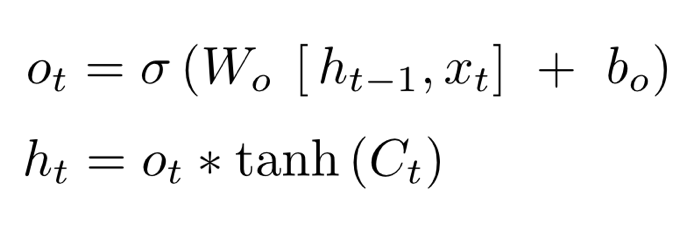 o_t = σ (W_o [ h_{t−1}, x_t] + b_o)
h_t = o_t * tanh (C_t)